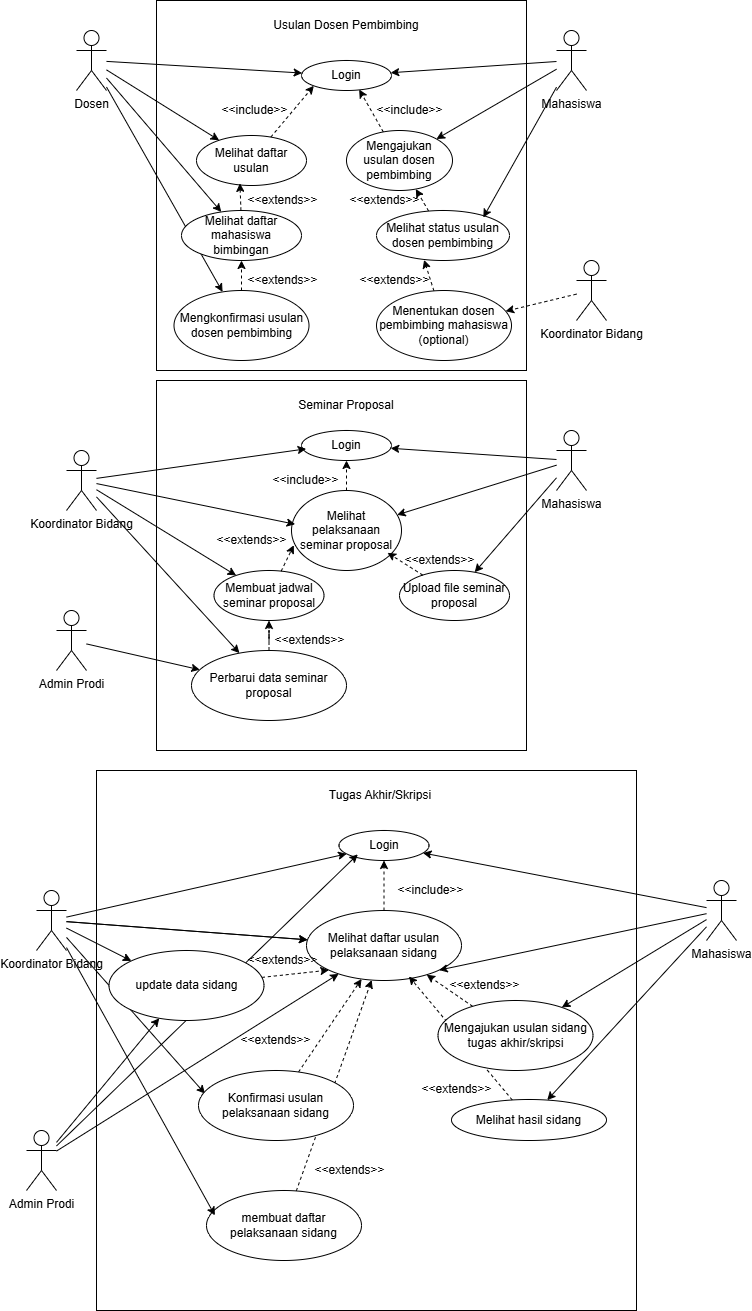 Usulan Dosen Pembimbing
Login
Dosen
Mahasiswa
<<include>>
<<include>>
Melihat daftar
usulan
Mengajukan
usulan dosen
pembimbing
<<extends>>
<<extends>>
Melihat daftar
mahasiswa
bimbingan
Melihat status usulan
dosen pembimbing
<<extends>>
<<extends>>
Mengkonfirmasi usulan
dosen pembimbing
Menentukan dosen
pembimbing mahasiswa
(optional)
Koordinator Bidang
Seminar Proposal
Login
<<include>>
Koordinator Bidang
Mahasiswa
Melihat
pelaksanaan
seminar proposal
<<extends>>
<<extends>>
Membuat jadwal
seminar proposal
Upload file seminar
proposal
<<extends>>
Admin Prodi
Perbarui data seminar
proposal
Tugas Akhir/Skripsi
Login
<<include>>
Koordinator Bidang
Mahasiswa
Melihat daftar usulan
pelaksanaan sidang
<<extends>>
update data sidang
<<extends>>
Mengajukan usulan sidang
tugas akhir/skripsi
<<extends>>
<<extends>>
Konfirmasi usulan
pelaksanaan sidang
Melihat hasil sidang
<<extends>>
Admin Prodi
membuat daftar
pelaksanaan sidang